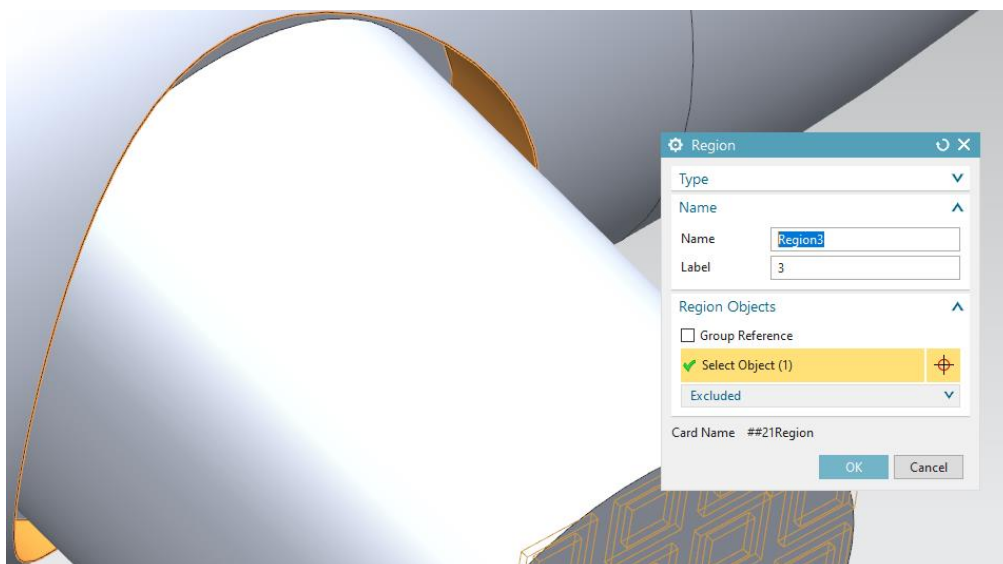 Region
Type
Name
Name Region3
Label 3
Region Objects
Group Reference
Select Object (1)
Excluded
Card Name ##21Region
OK Cancel